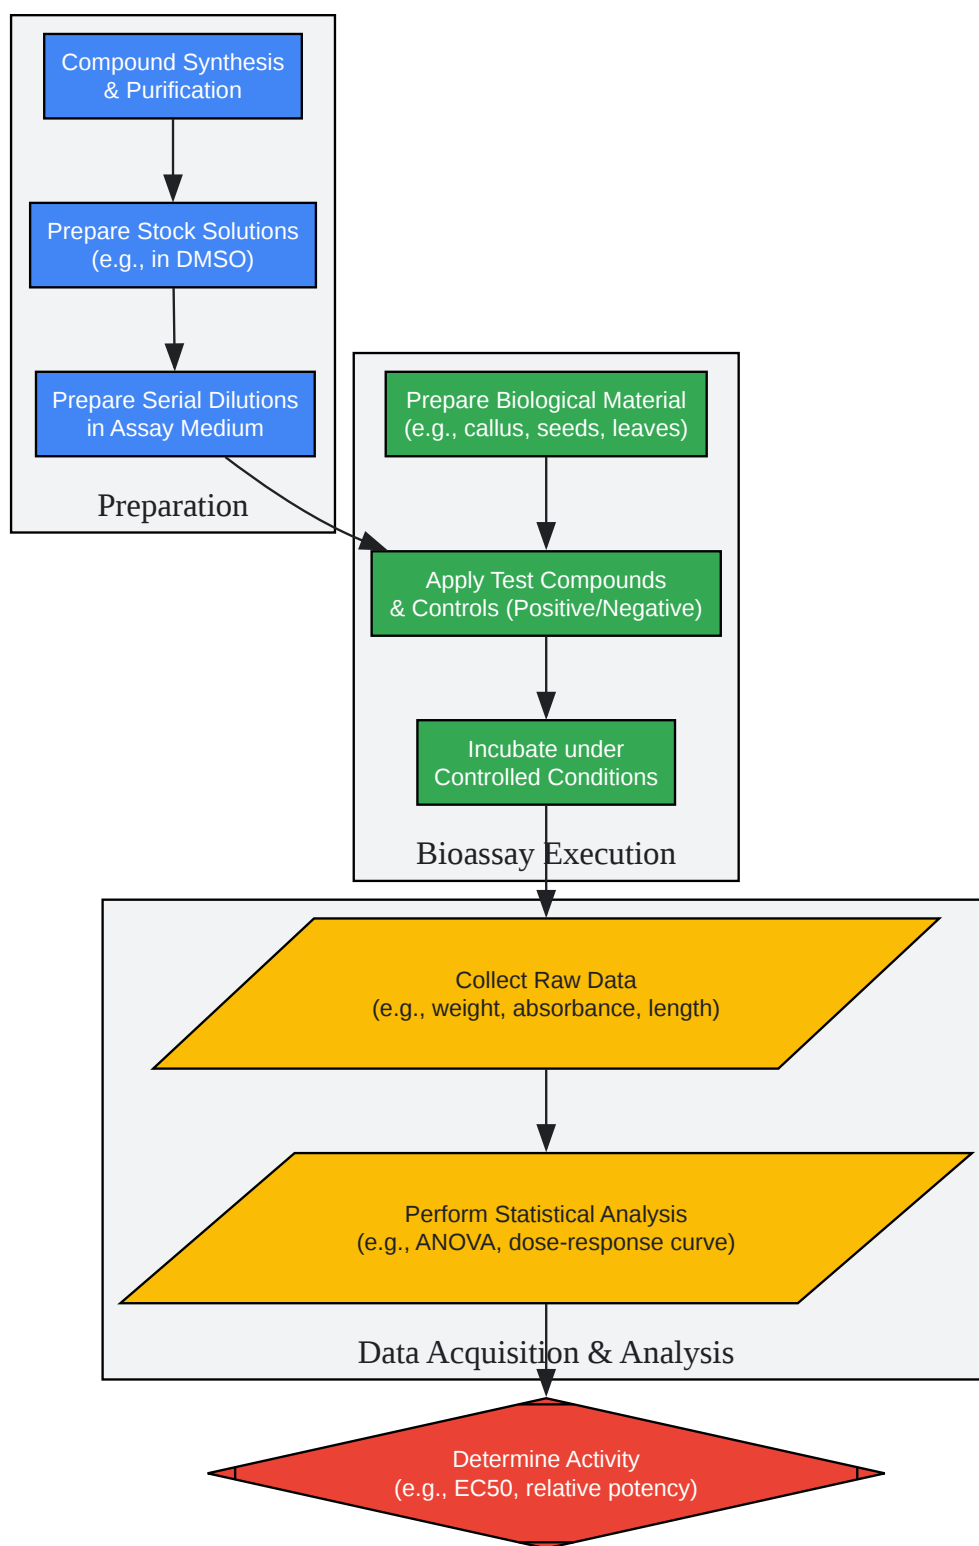 Compound Synthesis
& Purification
Prepare Stock Solutions
(e.g., in DMSO)
Prepare Serial Dilutions
in Assay Medium
Preparation
Prepare Biological Material
(e.g., callus, seeds, leaves)
Apply Test Compounds
& Controls (Positive/Negative)
Incubate under
Controlled Conditions
Bioassay Execution
Collect Raw Data
(e.g., weight, absorbance, length)
Perform Statistical Analysis
(e.g., ANOVA, dose-response curve)
Data Acquisition & Analysis
Determine Activity
(e.g., EC50, relative potency)